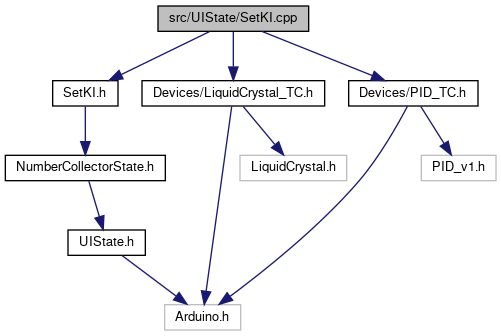 src/UIState/SetKI.cpp
SetKI.h
Devices/LiquidCrystal_TC.h
Devices/PID_TC.h
NumberCollectorState.h
LiquidCrystal.h
PID_v1.h
UIState.h
Arduino.h